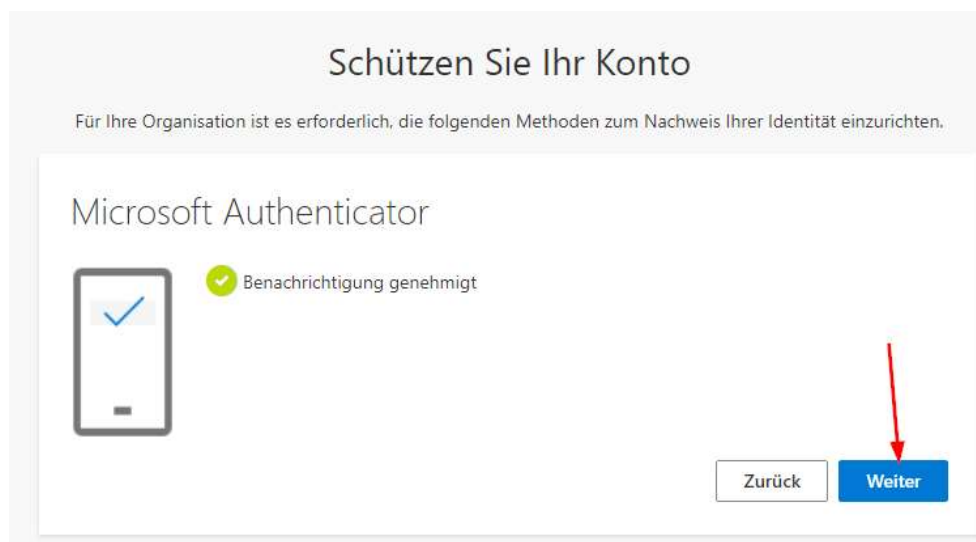 Schützen Sie Ihr Konto
Für Ihre Organisation ist es erforderlich, die folgenden Methoden zum Nachweis Ihrer Identität einzurichten.
Microsoft Authenticator
Benachrichtigung genehmigt
Zurück
Weiter